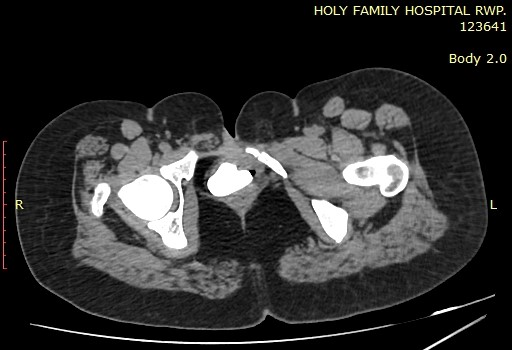 HOLY FAMILY HOSPITAL RWP.
123641
Body 2.0
R
L